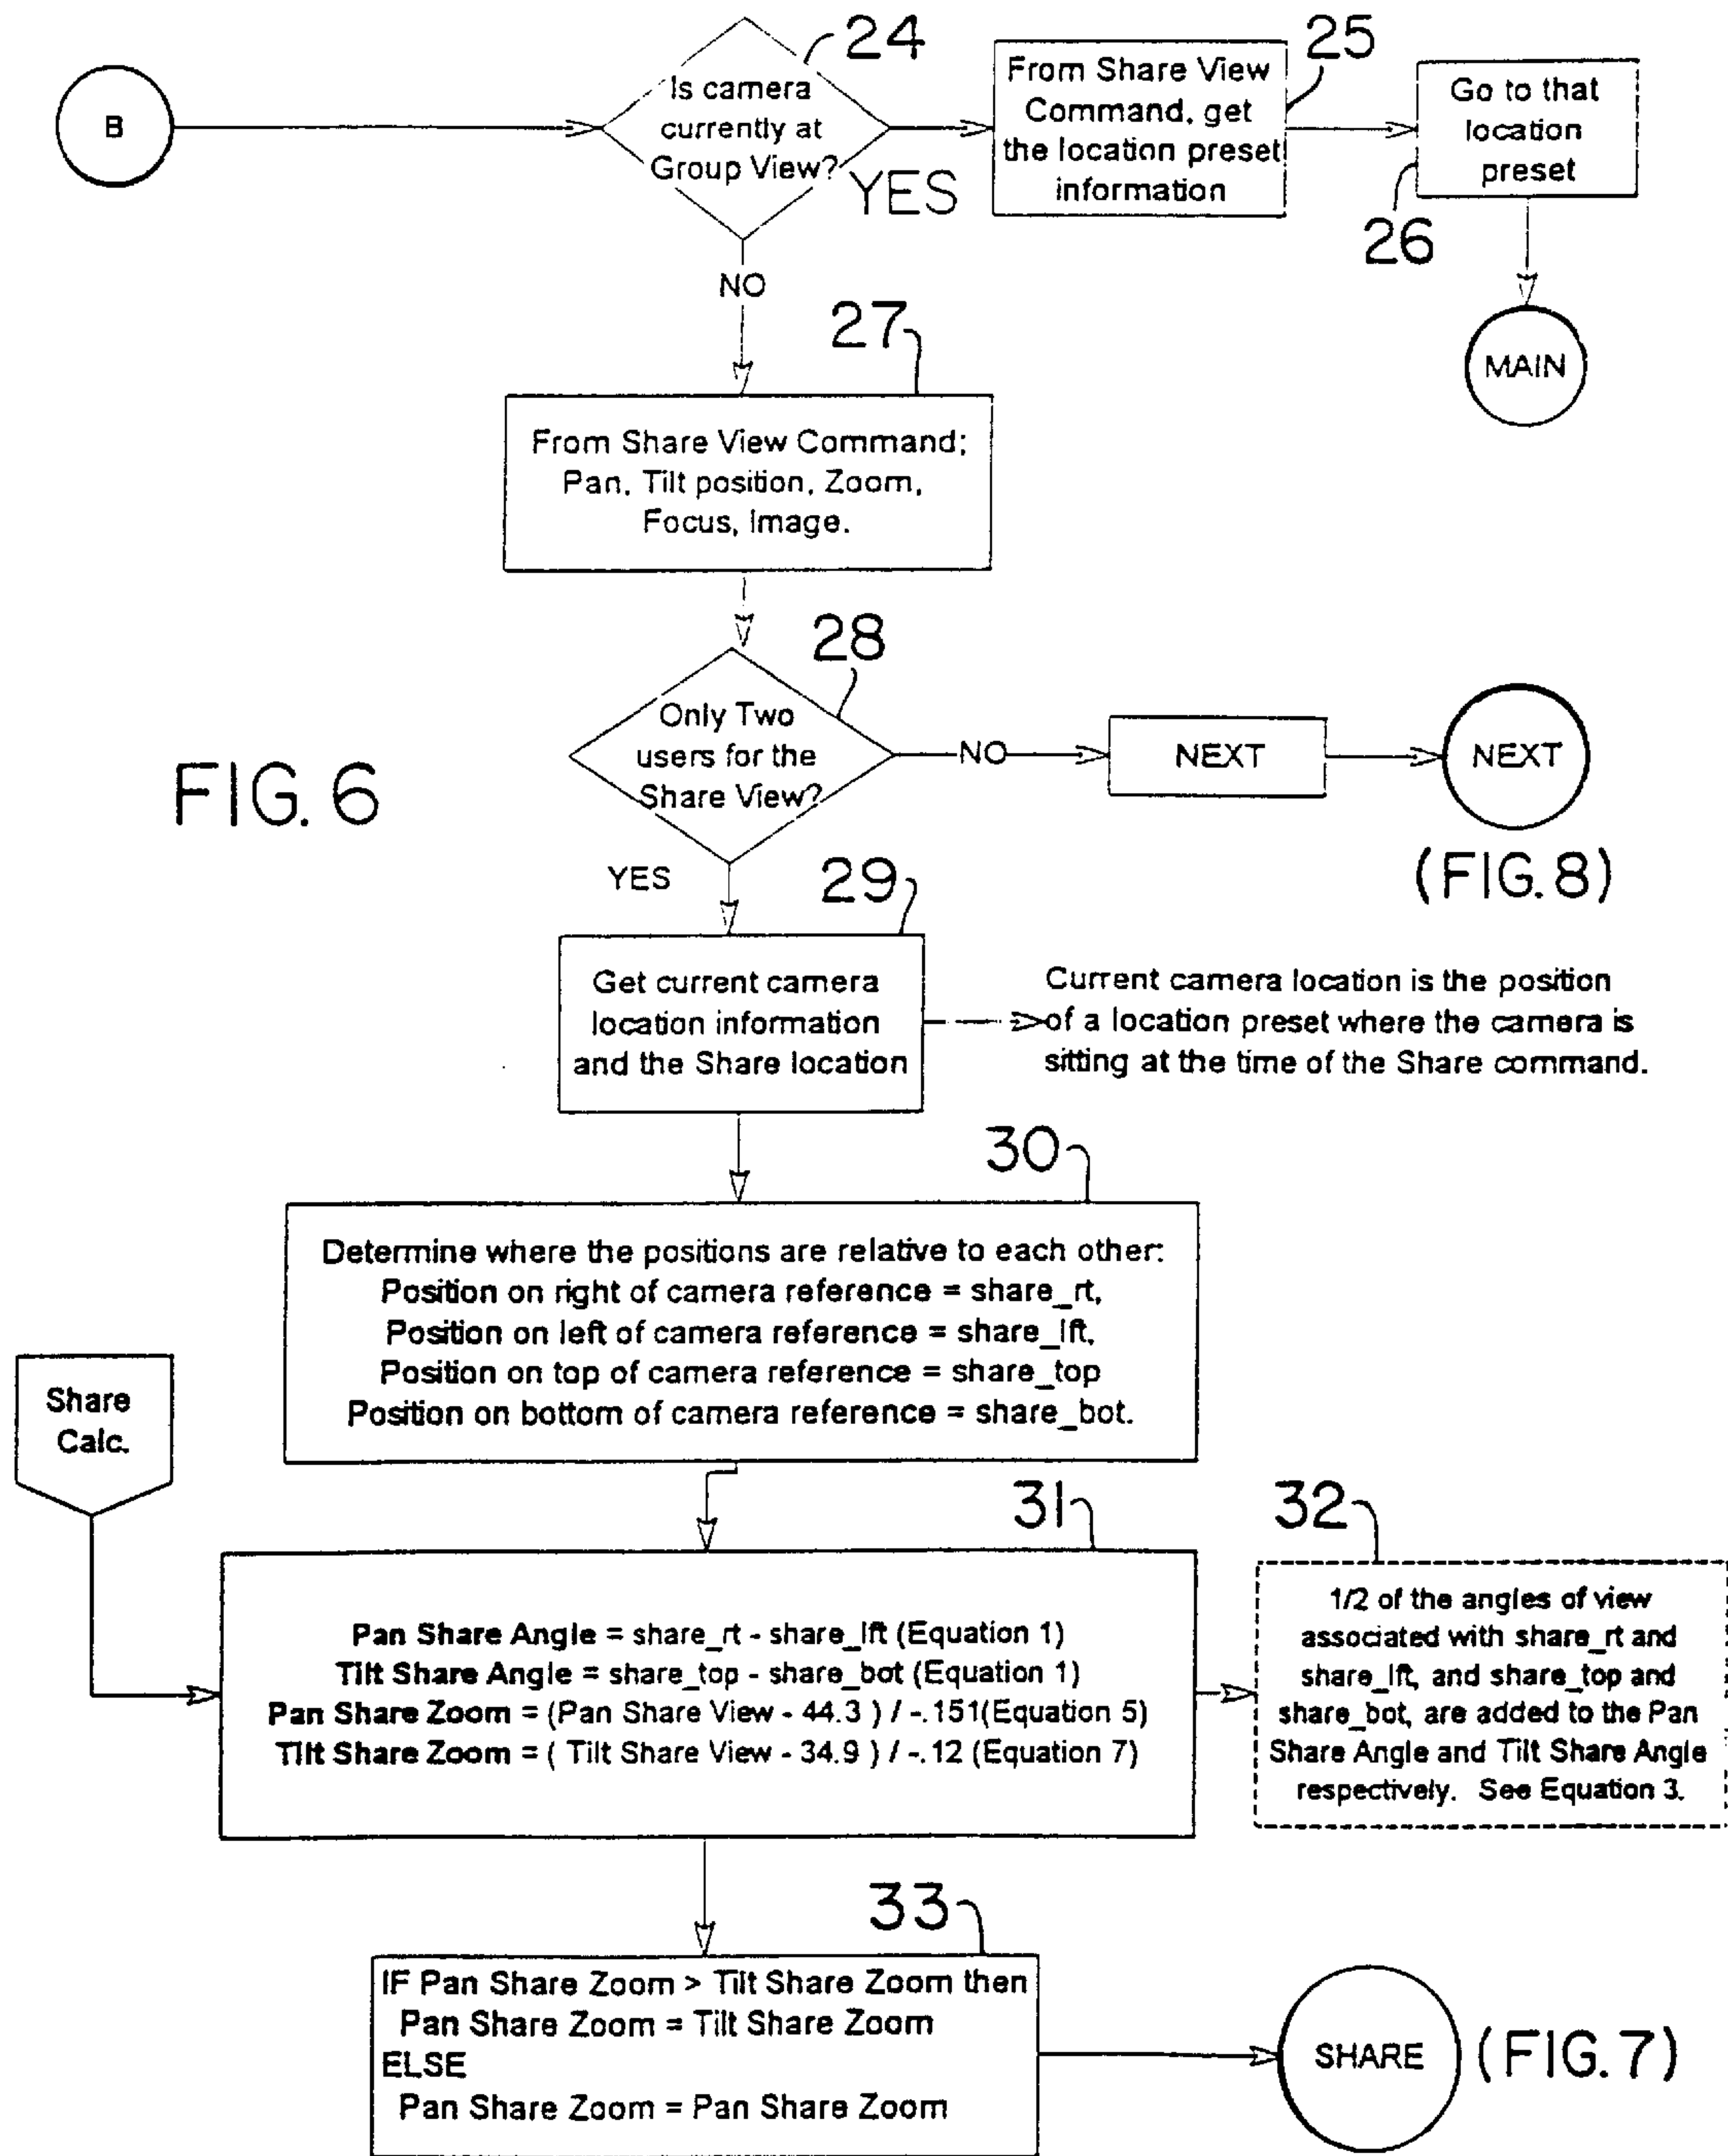 B
Is camera
currently at
Group View?
24
YES
From Share View
Command, get
the location preset
information
25
Go to that
location
preset
26
MAIN
NO
27
From Share View Command;
Pan, Tilt position, Zoom,
Focus, Image.
28
Only Two
users for the
Share View?
NO
NEXT
NEXT
(FIG. 8)
FIG. 6
YES
29
Get current camera
location information
and the Share location
Current camera location is the position
of a location preset where the camera is
sitting at the time of the Share command.
30
Determine where the positions are relative to each other:
Position on right of camera reference = share_rt,
Position on left of camera reference = share_lft,
Position on top of camera reference = share_top
Position on bottom of camera reference = share_bot.
Share
Calc.
31
Pan Share Angle = share_rt - share_lft (Equation 1)
Tilt Share Angle = share_top - share_bot (Equation 1)
Pan Share Zoom = (Pan Share View - 44.3 ) / -.151(Equation 5)
Tilt Share Zoom = ( Tilt Share View - 34.9 ) / -.12 (Equation 7)
32
1/2 of the angles of view
associated with share_rt and
share_lft, and share_top and
share_bot, are added to the Pan
Share Angle and Tilt Share Angle
respectively. See Equation 3.
33
IF Pan Share Zoom > Tilt Share Zoom then
Pan Share Zoom = Tilt Share Zoom
ELSE
Pan Share Zoom = Pan Share Zoom
SHARE
(FIG. 7)